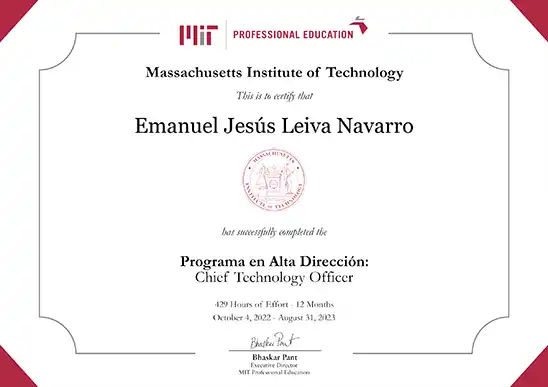 MIT PROFESSIONAL EDUCATION
Massachusetts Institute of Technology
This is to certify that
Emanuel Jesús Leiva Navarro
MASSACHUSETTS
INSTITUTE OF TECHNOLOGY
has successfully completed the
Programa en Alta Dirección:
Chief Technology Officer
429 Hours of Effort - 12 Months
October 4, 2022 - August 31, 2023
Bhaskar Pant
Bhaskar Pant
Executive Director
MIT Professional Education